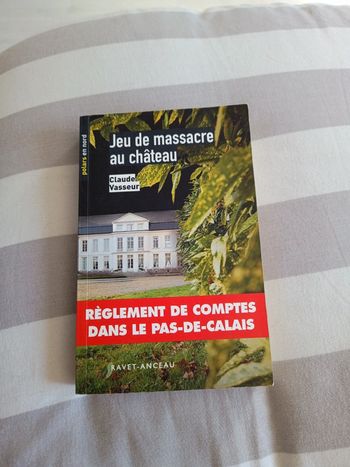 polars en nord
Jeu de massacre
au château
Claude
Vasseur
RÈGLEMENT DE COMPTES
DANS LE PAS-DE-CALAIS
RAVET-ANCEAU